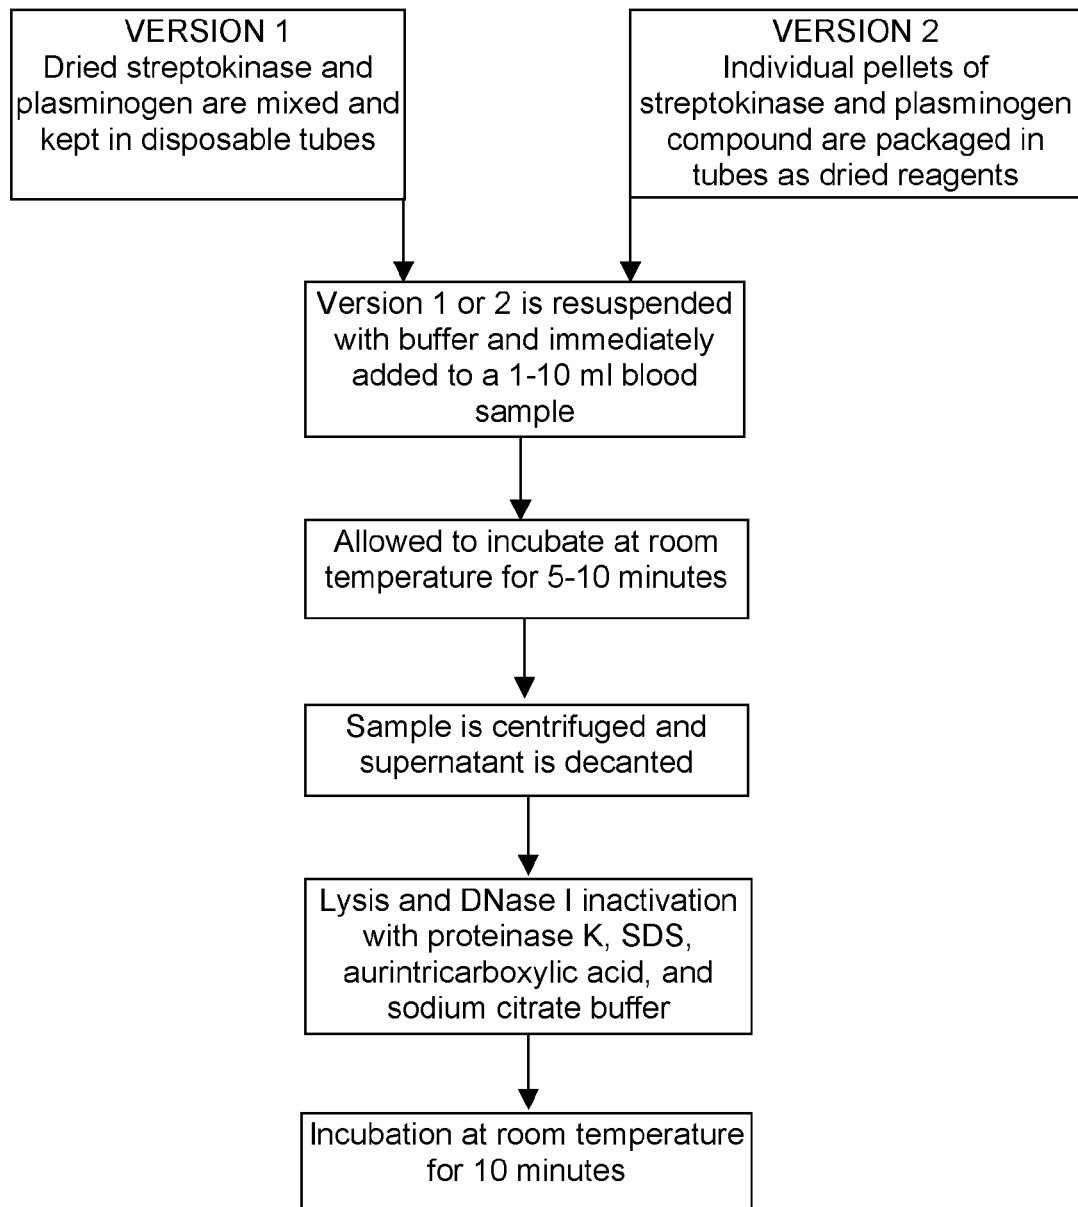 VERSION 1
Dried streptokinase and
plasminogen are mixed and
kept in disposable tubes
VERSION 2
Individual pellets of
streptokinase and plasminogen
compound are packaged in
tubes as dried reagents
Version 1 or 2 is resuspended
with buffer and immediately
added to a 1-10 ml blood
sample
Allowed to incubate at room
temperature for 5-10 minutes
Sample is centrifuged and
supernatant is decanted
Lysis and DNase I inactivation
with proteinase K, SDS,
aurintricarboxylic acid, and
sodium citrate buffer
Incubation at room temperature
for 10 minutes